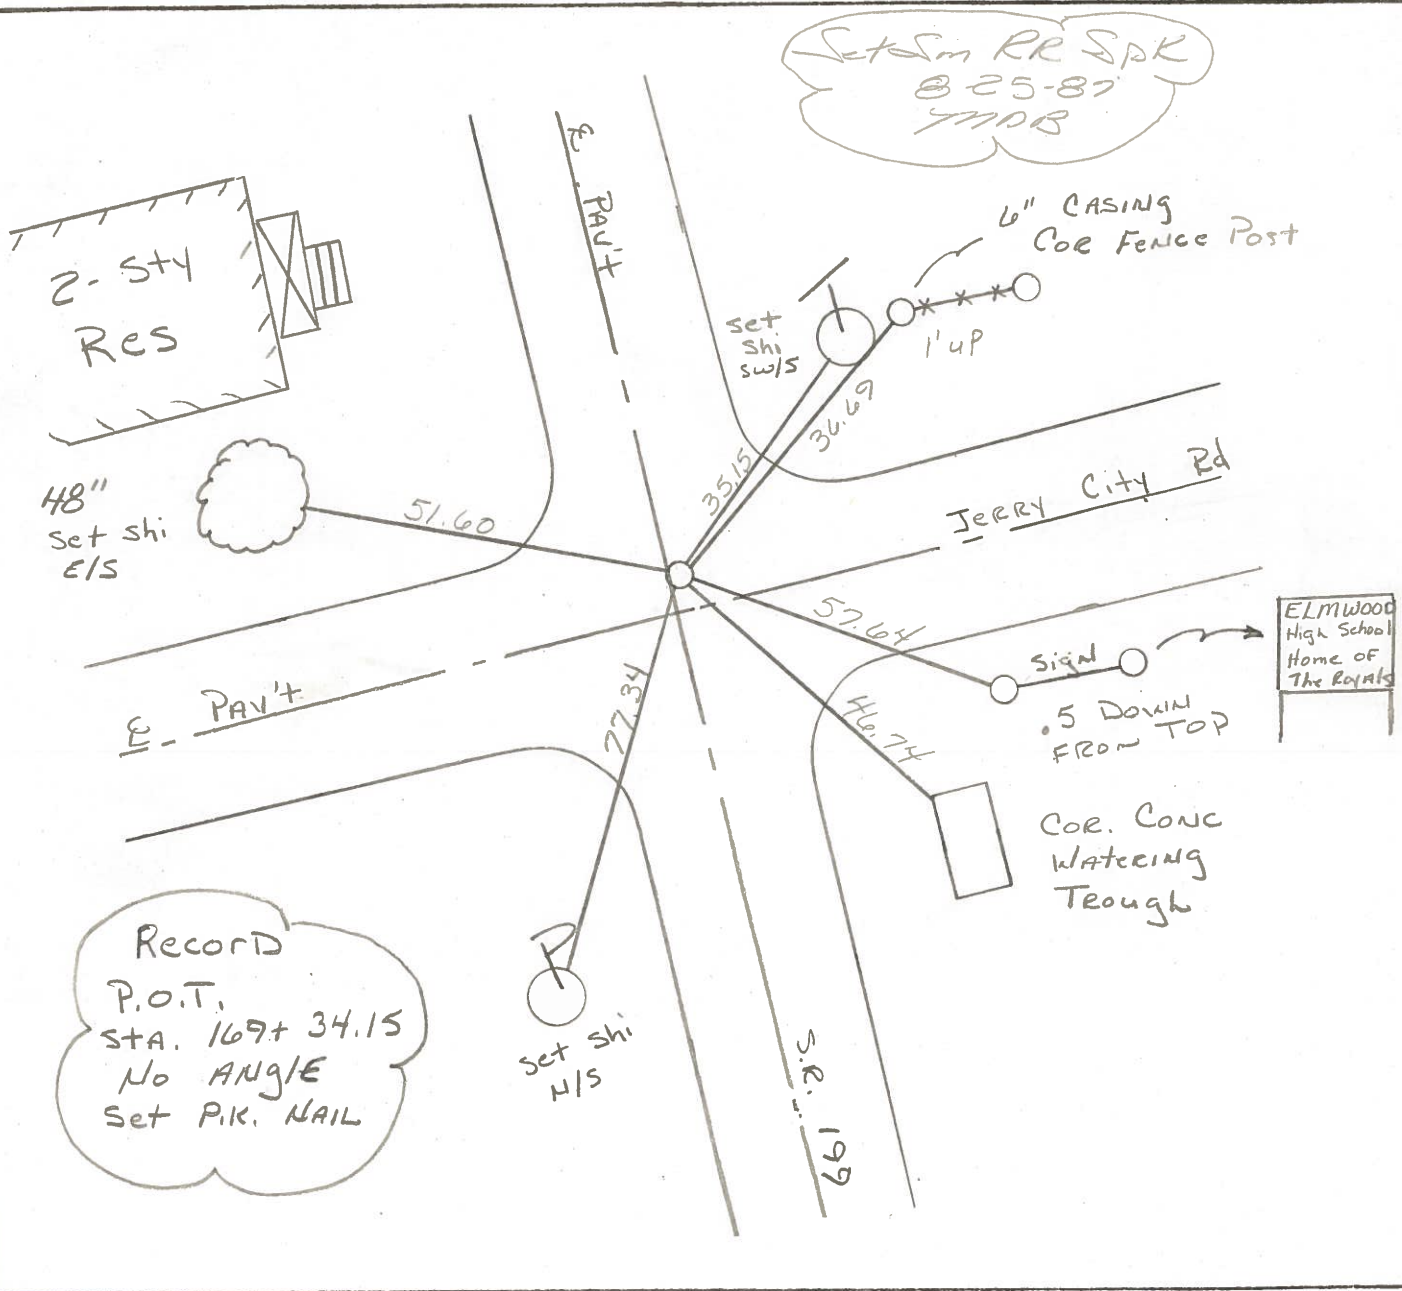 Set Sm RR Spk
8-25-87
MDB
℄ PAV't
6" CASING
COR FENCE Post
2-Sty
Res
set
Shi
SW/S
1' UP
36.69
35.15
48"
Set Shi
E/S
51.60
JERRY City Rd
57.64
SIGN
ELMWOOD
High School
Home OF
The Royals
.5 DOWN
FROM TOP
46.74
77.34
℄ PAV't
COR. CONC
WATERING
Trough
RecorD
P.O.T.
StA. 169+ 34.15
No ANglE
Set P.K. NAIL
P
Set Shi
N/S
S.R. 199